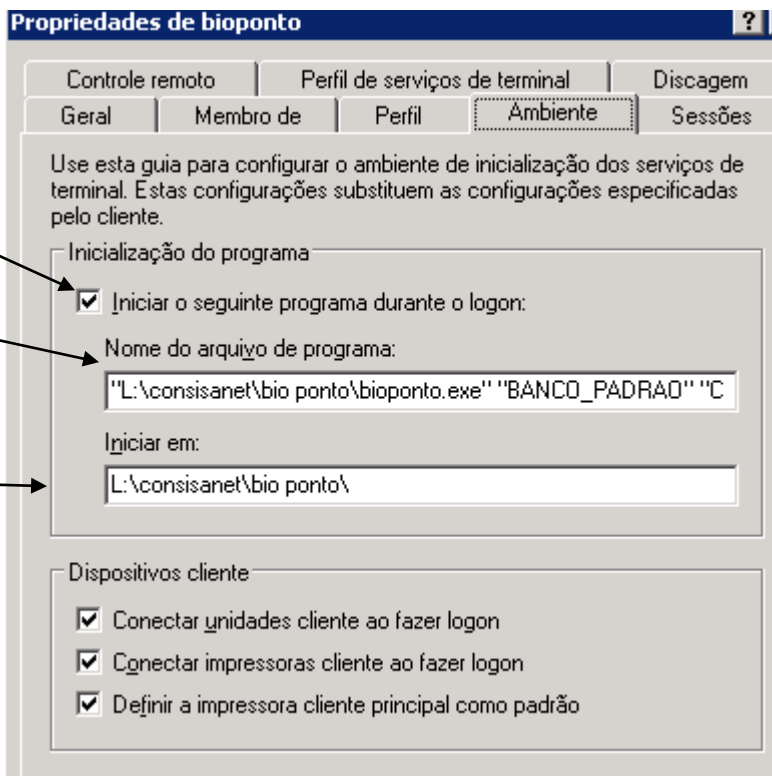 Propriedades de bioponto
Controle remoto Perfil de serviços de terminal Discagem
Geral Membro de Perfil Ambiente Sessões
Use esta guia para configurar o ambiente de inicialização dos serviços de
terminal. Estas configurações substituem as configurações especificadas
pelo cliente.
Inicialização do programa
Iniciar o seguinte programa durante o logon:
Nome do arquivo de programa:
"L:\consisanet\bio ponto\bioponto.exe" "BANCO_PADRAO" "C
Iniciar em:
L:\consisanet\bio ponto\
Dispositivos cliente
Conectar unidades cliente ao fazer logon
Conectar impressoras cliente ao fazer logon
Definir a impressora cliente principal como padrão